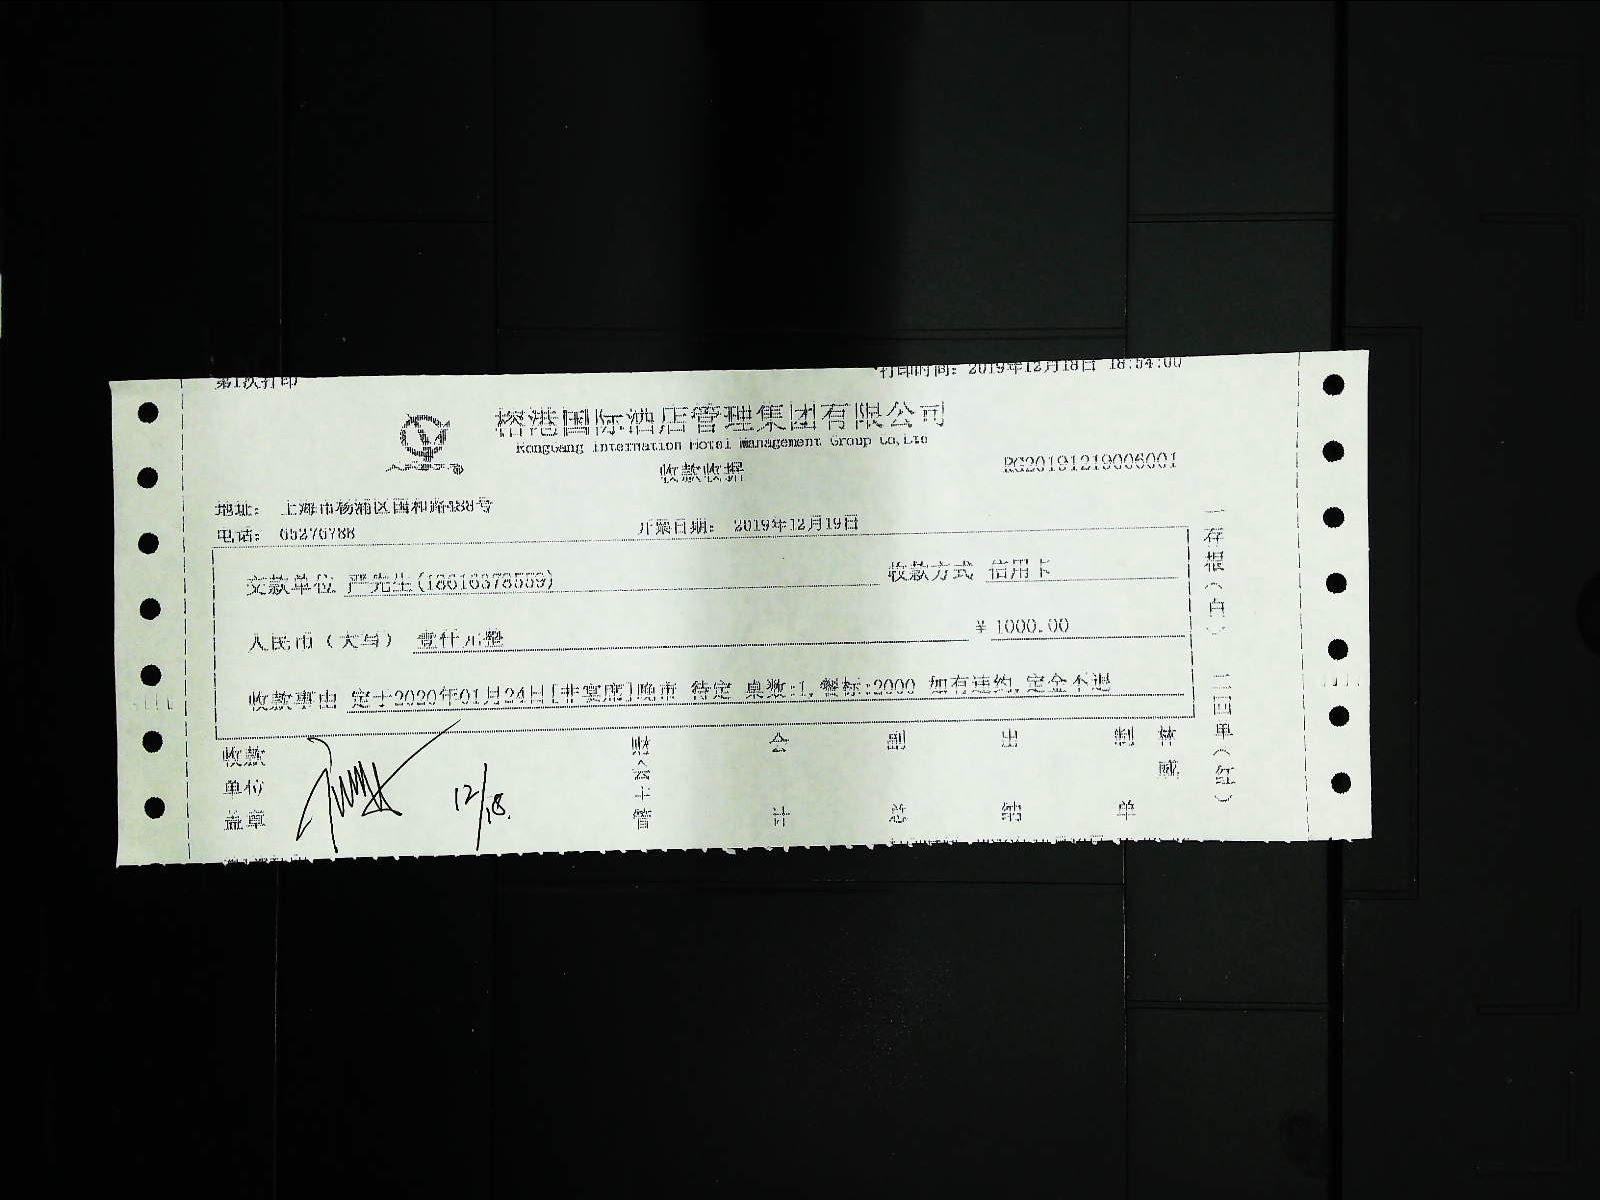 第1次打印
打印时间: 2019年12月18日 18:54:00
榕港国际酒店管理集团有限公司
RongGang Internation Hotel Management Group Co,Ltd
收款收据
RG20191219006001
地址: 上海市杨浦区国和路488号
电话: 65276788
开票日期: 2019年12月19日
交款单位 严先生(18616378559)
收款方式 信用卡
人民币(大写) 壹仟元整
¥ 1000.00
收款事由 定于2020年01月24日[非宴席]晚市 待定 桌数:1,餐标:2000 如有违约,定金不退
收款单位盖章
12/18.
财会主管
会计
副总
出纳
制单
林威
一存根(白) 二回单(红)